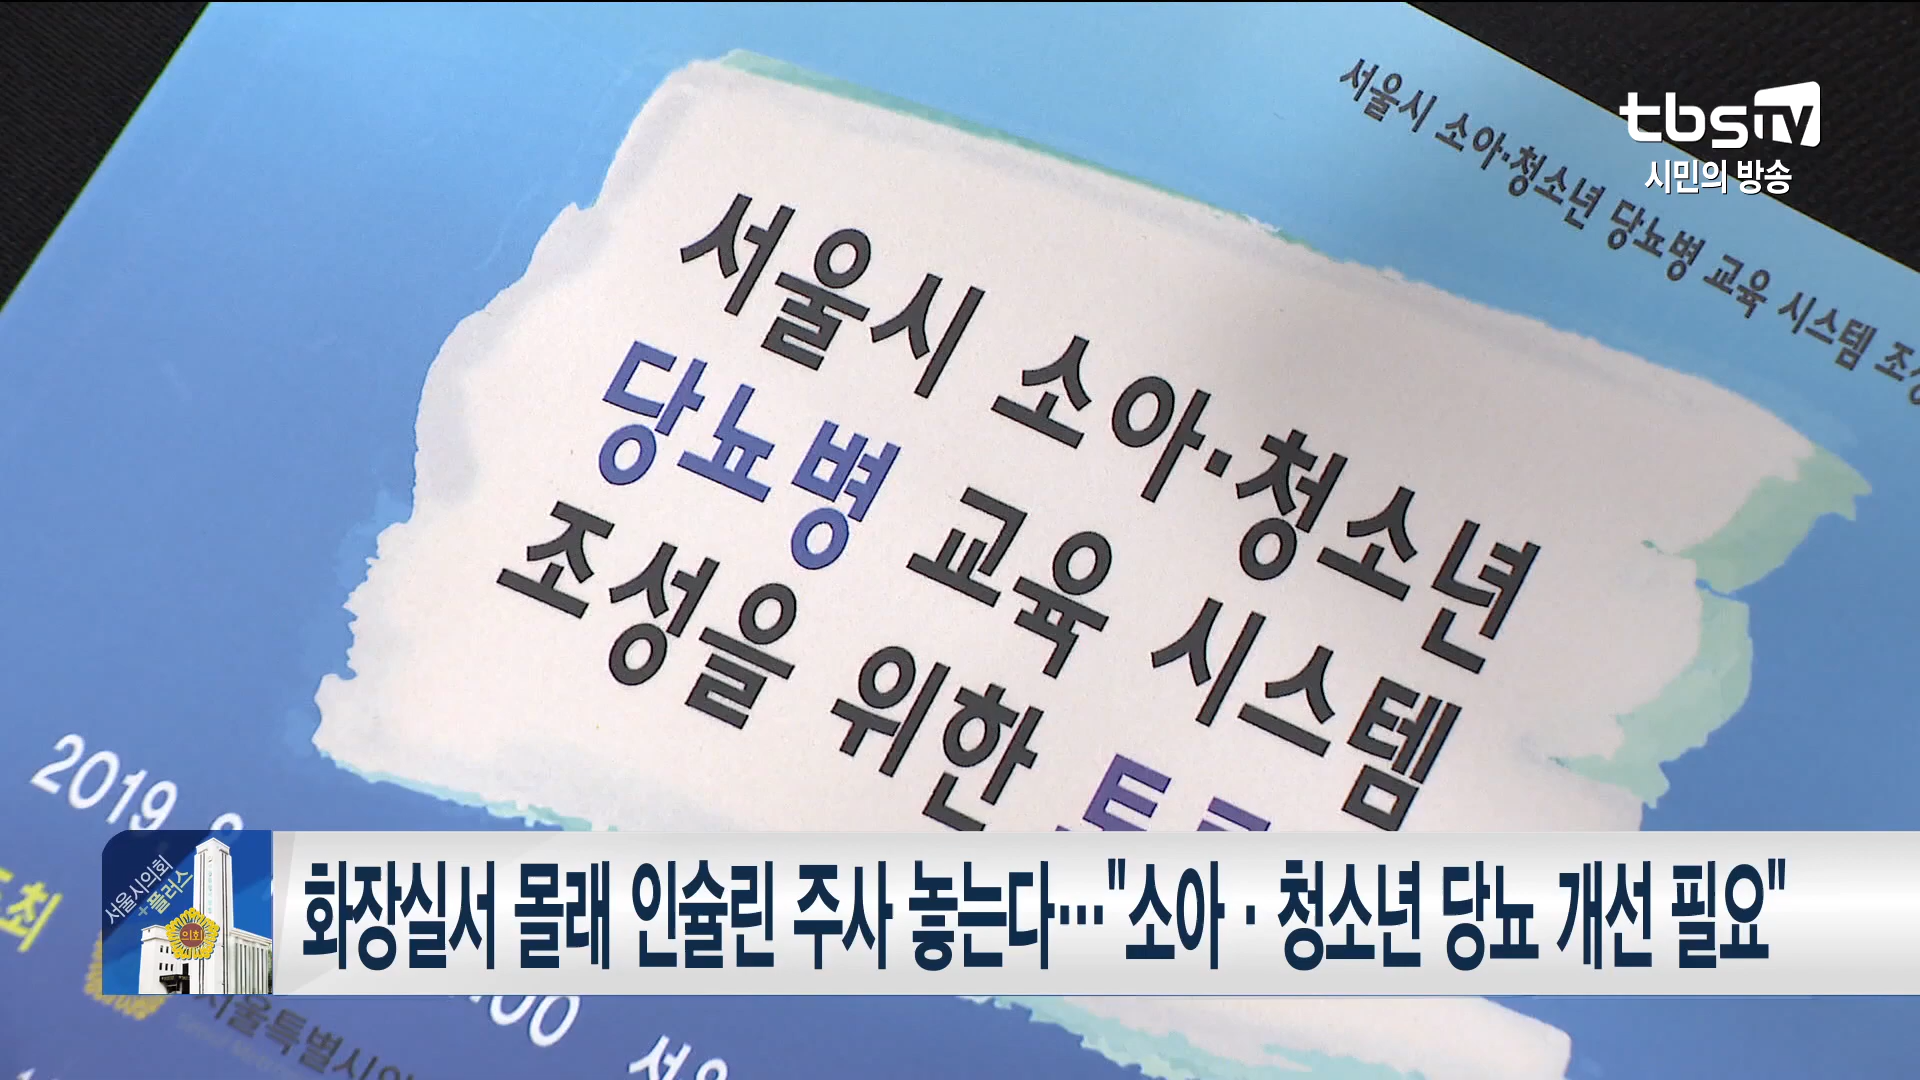 서울시 소아·청소년 당뇨병 교육 시스템
tbs TV
시민의 방송
서울시 소아·청소년
당뇨병 교육 시스템
조성을 위한
2019
서울시의회
+플러스
의회
화장실서 몰래 인슐린 주사 놓는다…"소아·청소년 당뇨 개선 필요"